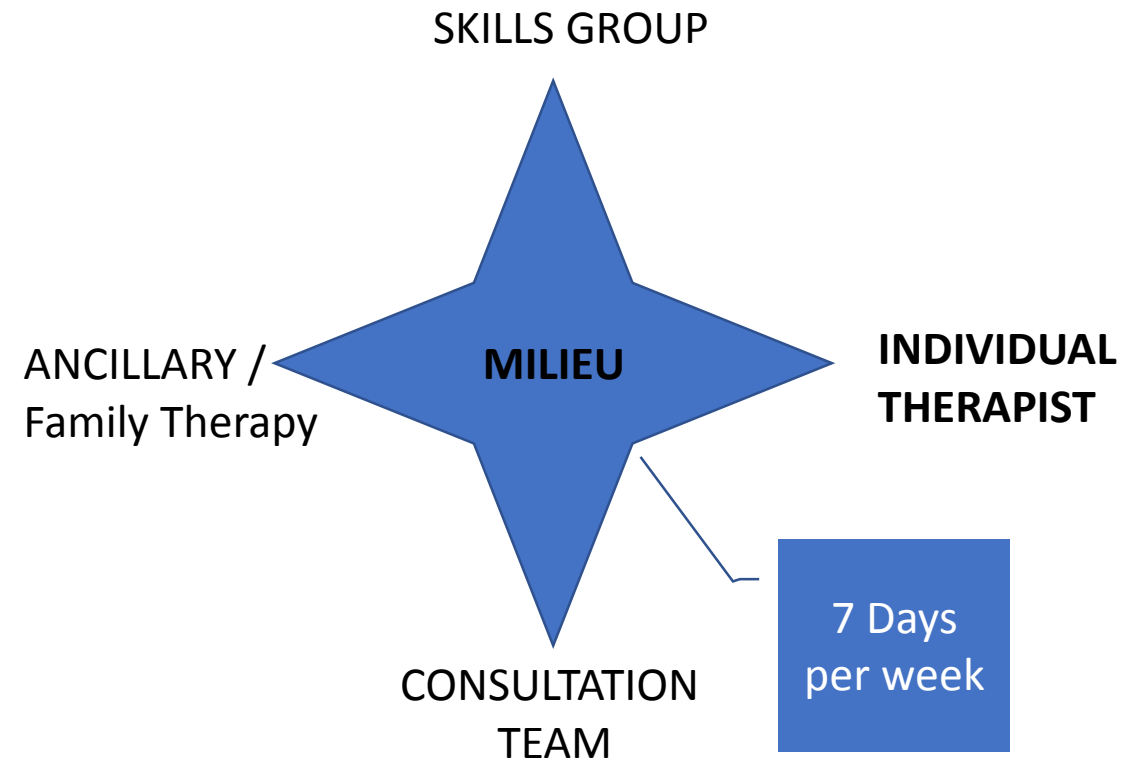 SKILLS GROUP
ANCILLARY /
Family Therapy
MILIEU
INDIVIDUAL
THERAPIST
7 Days
per week
CONSULTATION
TEAM